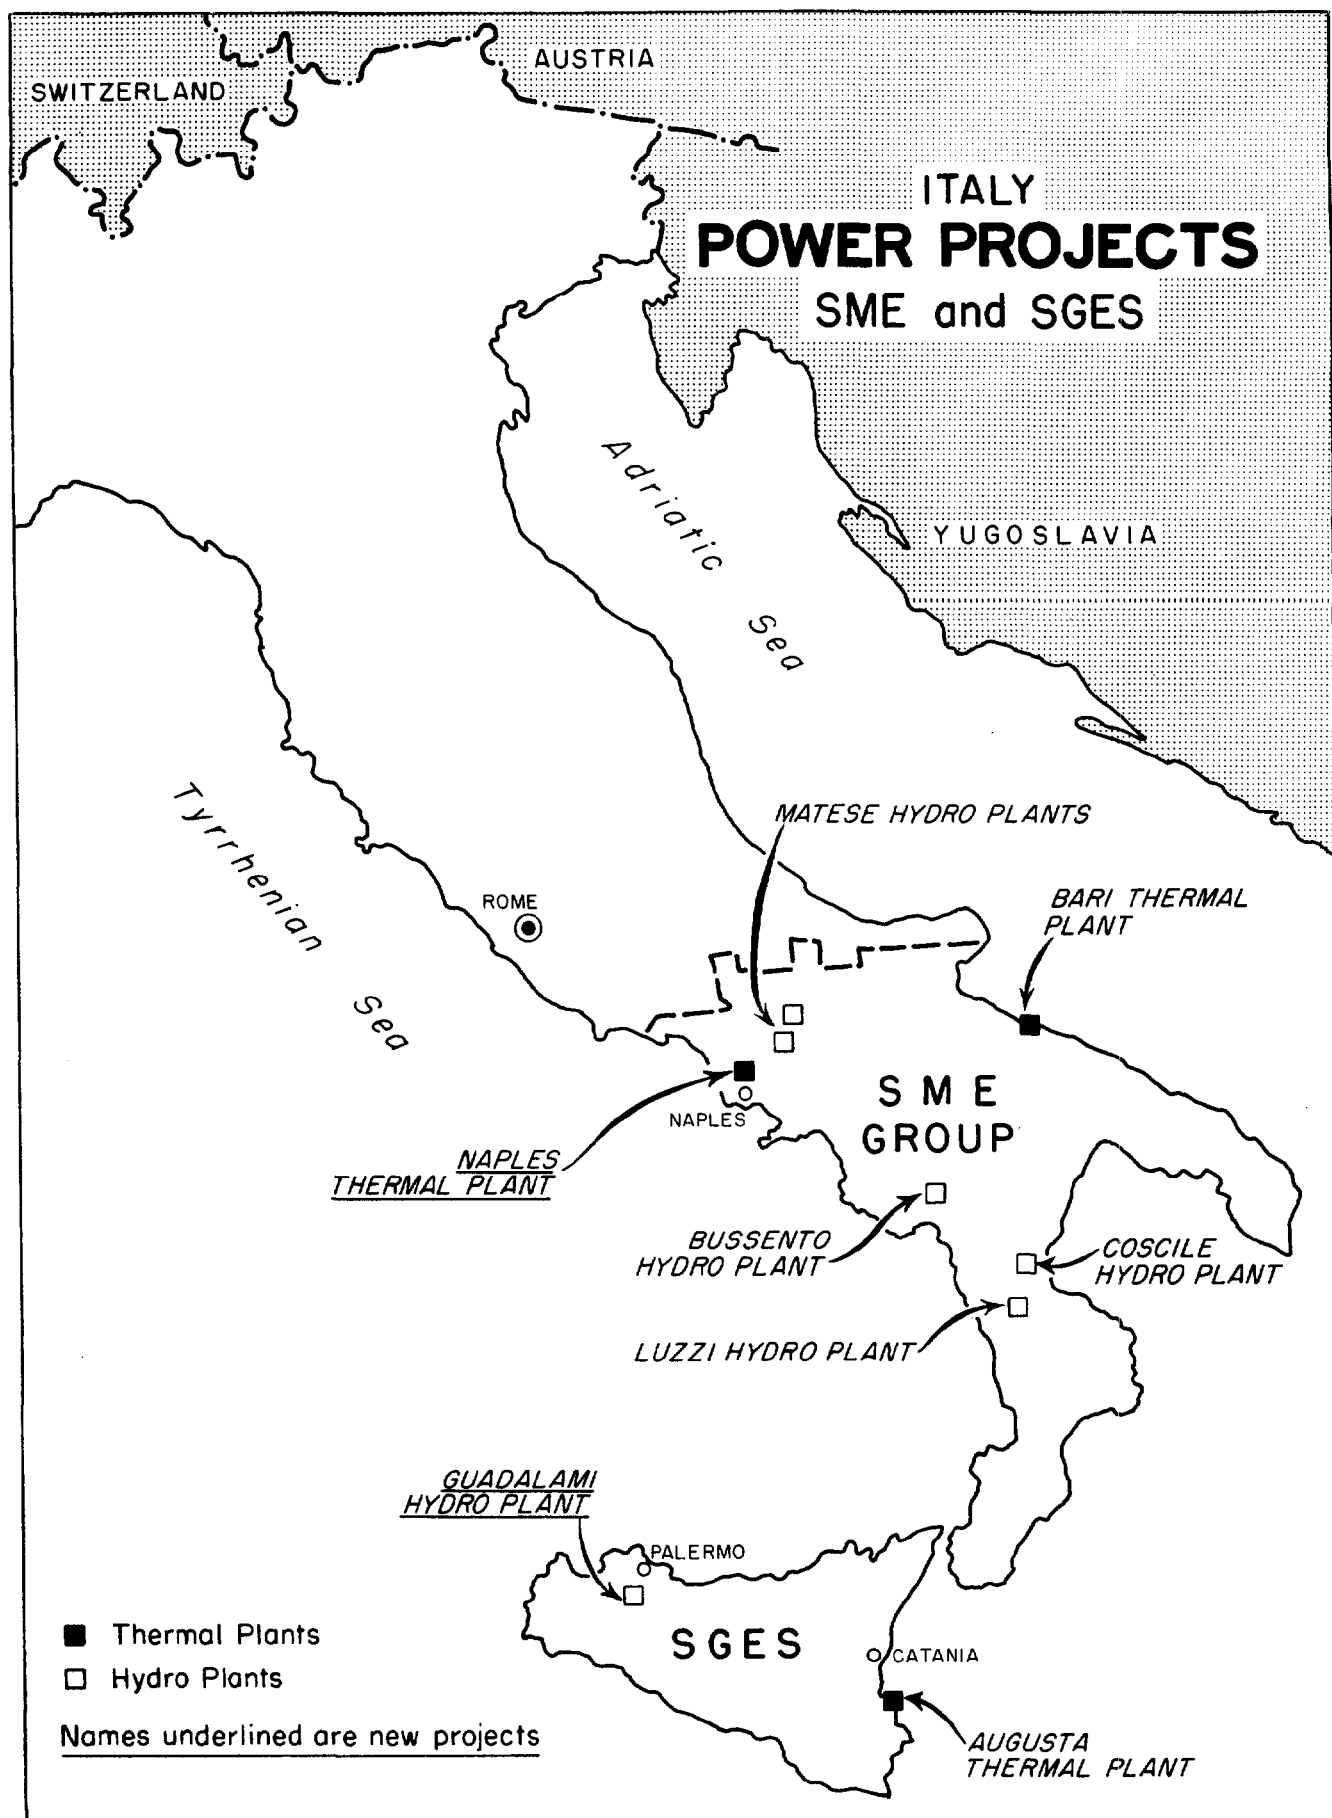 AUSTRIA
SWITZERLAND
ITALY
POWER PROJECTS
SME and SGES
Adriatic
Sea
YUGOSLAVIA
Tyrrhenian
Sea
MATESE HYDRO PLANTS
ROME
BARI THERMAL
PLANT
SME
GROUP
NAPLES
NAPLES
THERMAL PLANT
BUSSENTO
HYDRO PLANT
COSCILE
HYDRO PLANT
LUZZI HYDRO PLANT
GUADALAMI
HYDRO PLANT
PALERMO
SGES
CATANIA
AUGUSTA
THERMAL PLANT
Thermal Plants
Hydro Plants
Names underlined are new projects